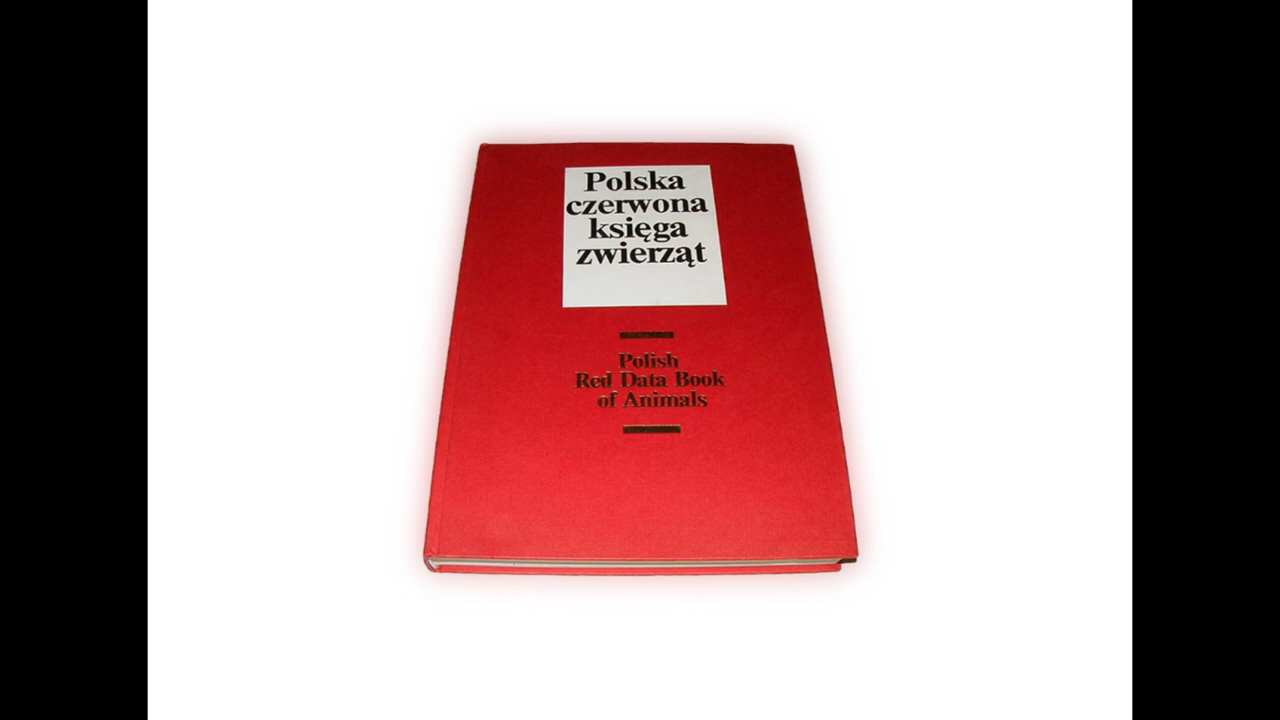 Polska
czerwona
księga
zwierząt
Polish
Red Data Book
of Animals